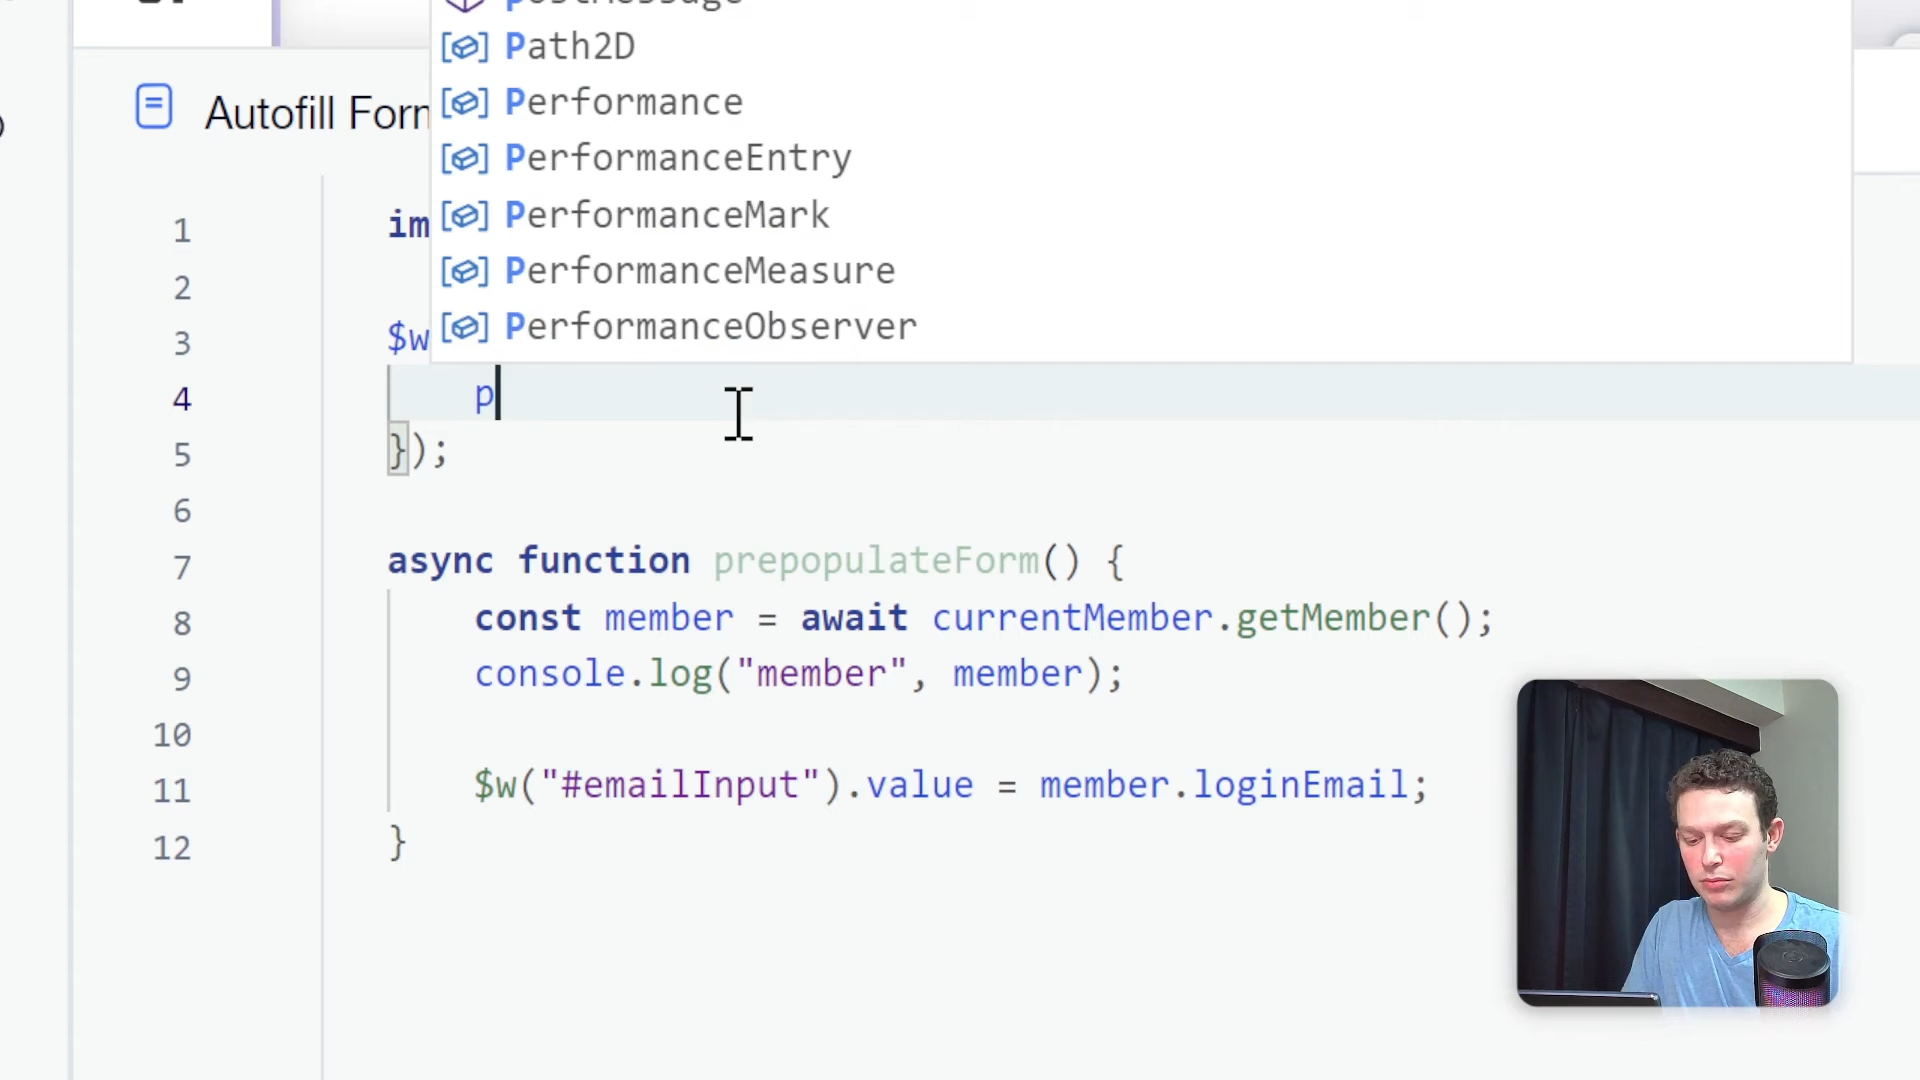 Path2D
Performance
Autofill Forn
PerformanceEntry
1 im
PerformanceMark
2
PerformanceMeasure
3 $w
PerformanceObserver
4 p
5 });
6
7 async function prepopulateForm() {
8 const member = await currentMember.getMember();
9 console.log("member", member);
10
11 $w("#emailInput").value = member.loginEmail;
12 }